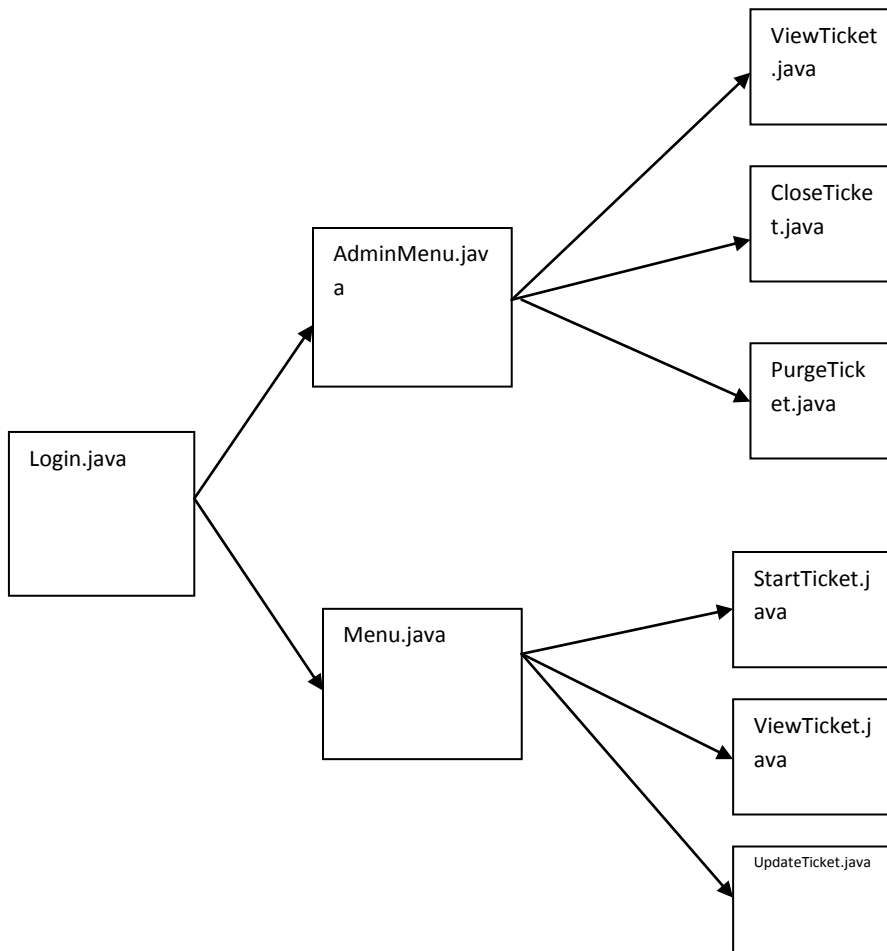 ViewTicket
.java
CloseTicke
t.java
AdminMenu.jav
a
PurgeTick
et.java
Login.java
StartTicket.j
ava
Menu.java
ViewTicket.j
ava
UpdateTicket.java